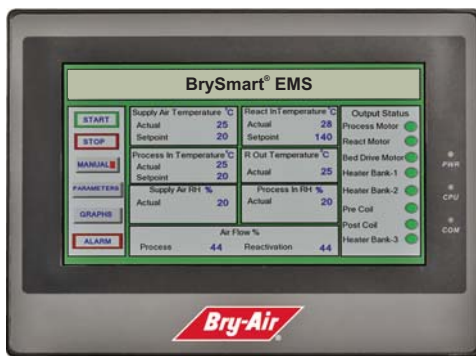 BrySmart® EMS
START
STOP
MANUAL
PARAMETERS
GRAPHS
ALARM
Supply Air Temperature °C
Actual 25
Setpoint 20
React InTemperature °C
Actual 28
Setpoint 140
Process In Temperature °C
Actual 25
Setpoint 20
R Out Temperature °C
Actual 25
Supply Air RH %
Actual 20
Process In RH %
Actual 20
Air Flow %
Process 44 Reactivation 44
Output Status
Process Motor
React Motor
Bed Drive Motor
Heater Bank-1
Heater Bank-2
Pre Coil
Post Coil
Heater Bank-3
PWR
CPU
COM
Bry-Air®